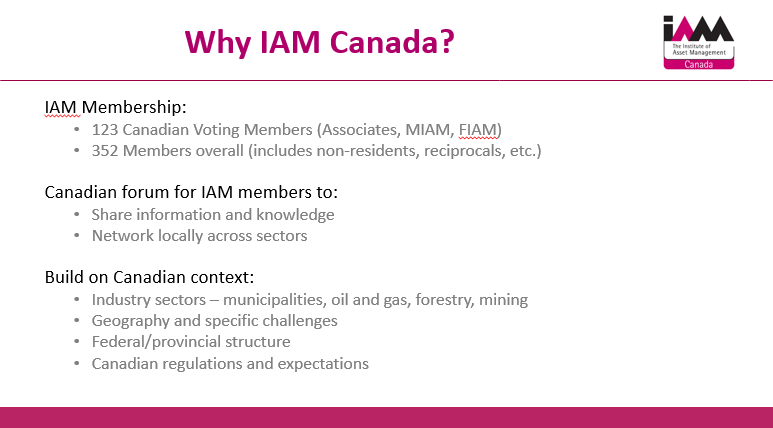 Why IAM Canada?
iAM
The Institute of
Asset Management
Canada
IAM Membership:
• 123 Canadian Voting Members (Associates, MIAM, FIAM)
• 352 Members overall (includes non-residents, reciprocals, etc.)
Canadian forum for IAM members to:
• Share information and knowledge
• Network locally across sectors
Build on Canadian context:
• Industry sectors – municipalities, oil and gas, forestry, mining
• Geography and specific challenges
• Federal/provincial structure
• Canadian regulations and expectations